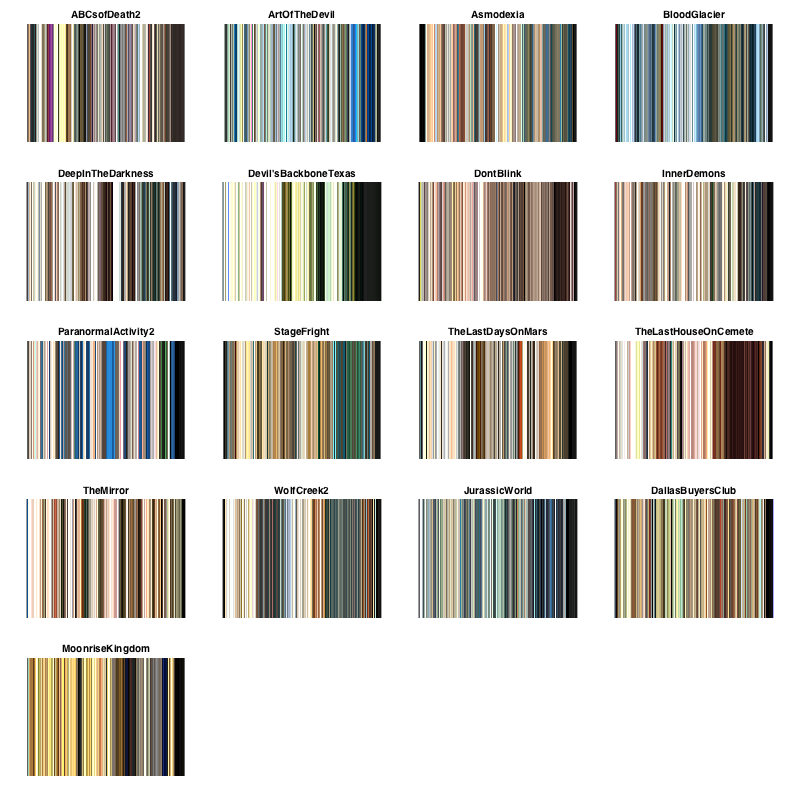 ABCsofDeath2
ArtOfTheDevil
Asmodexia
BloodGlacier
DeepInTheDarkness
Devil'sBackboneTexas
DontBlink
InnerDemons
ParanormalActivity2
StageFright
TheLastDaysOnMars
TheLastHouseOnCemete
TheMirror
WolfCreek2
JurassicWorld
DallasBuyersClub
MoonriseKingdom